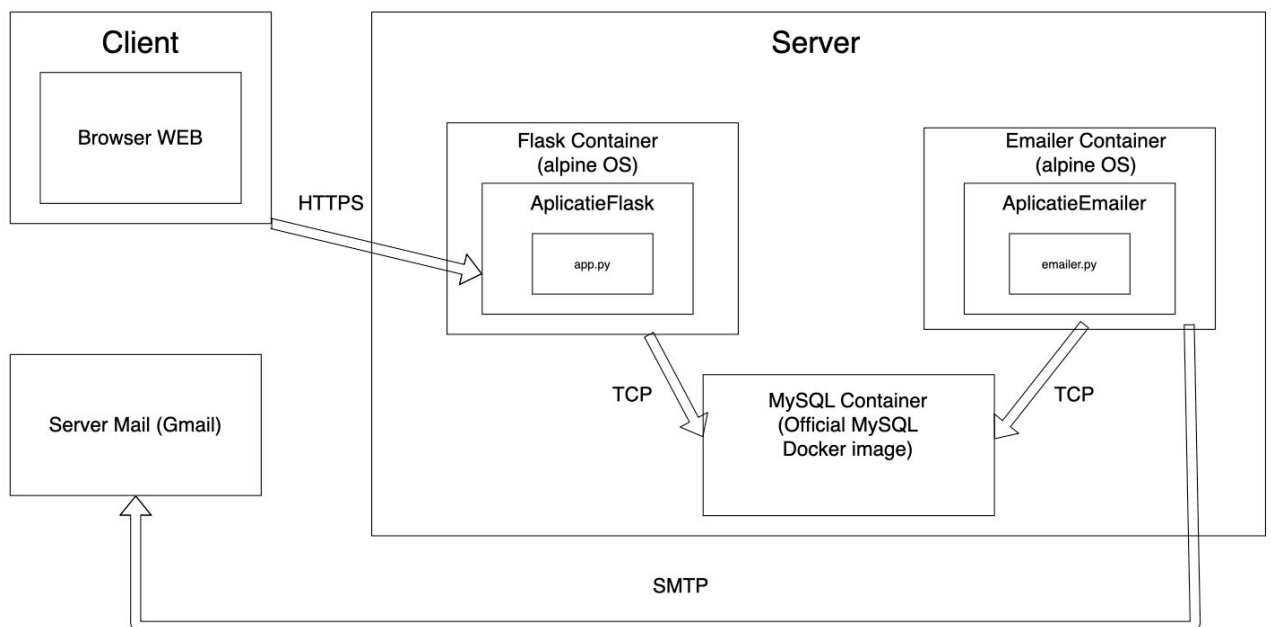 Client
Browser WEB
HTTPS
Server
Flask Container
(alpine OS)
AplicatieFlask
app.py
Emailer Container
(alpine OS)
AplicatieEmailer
emailer.py
TCP
TCP
MySQL Container
(Official MySQL
Docker image)
Server Mail (Gmail)
SMTP